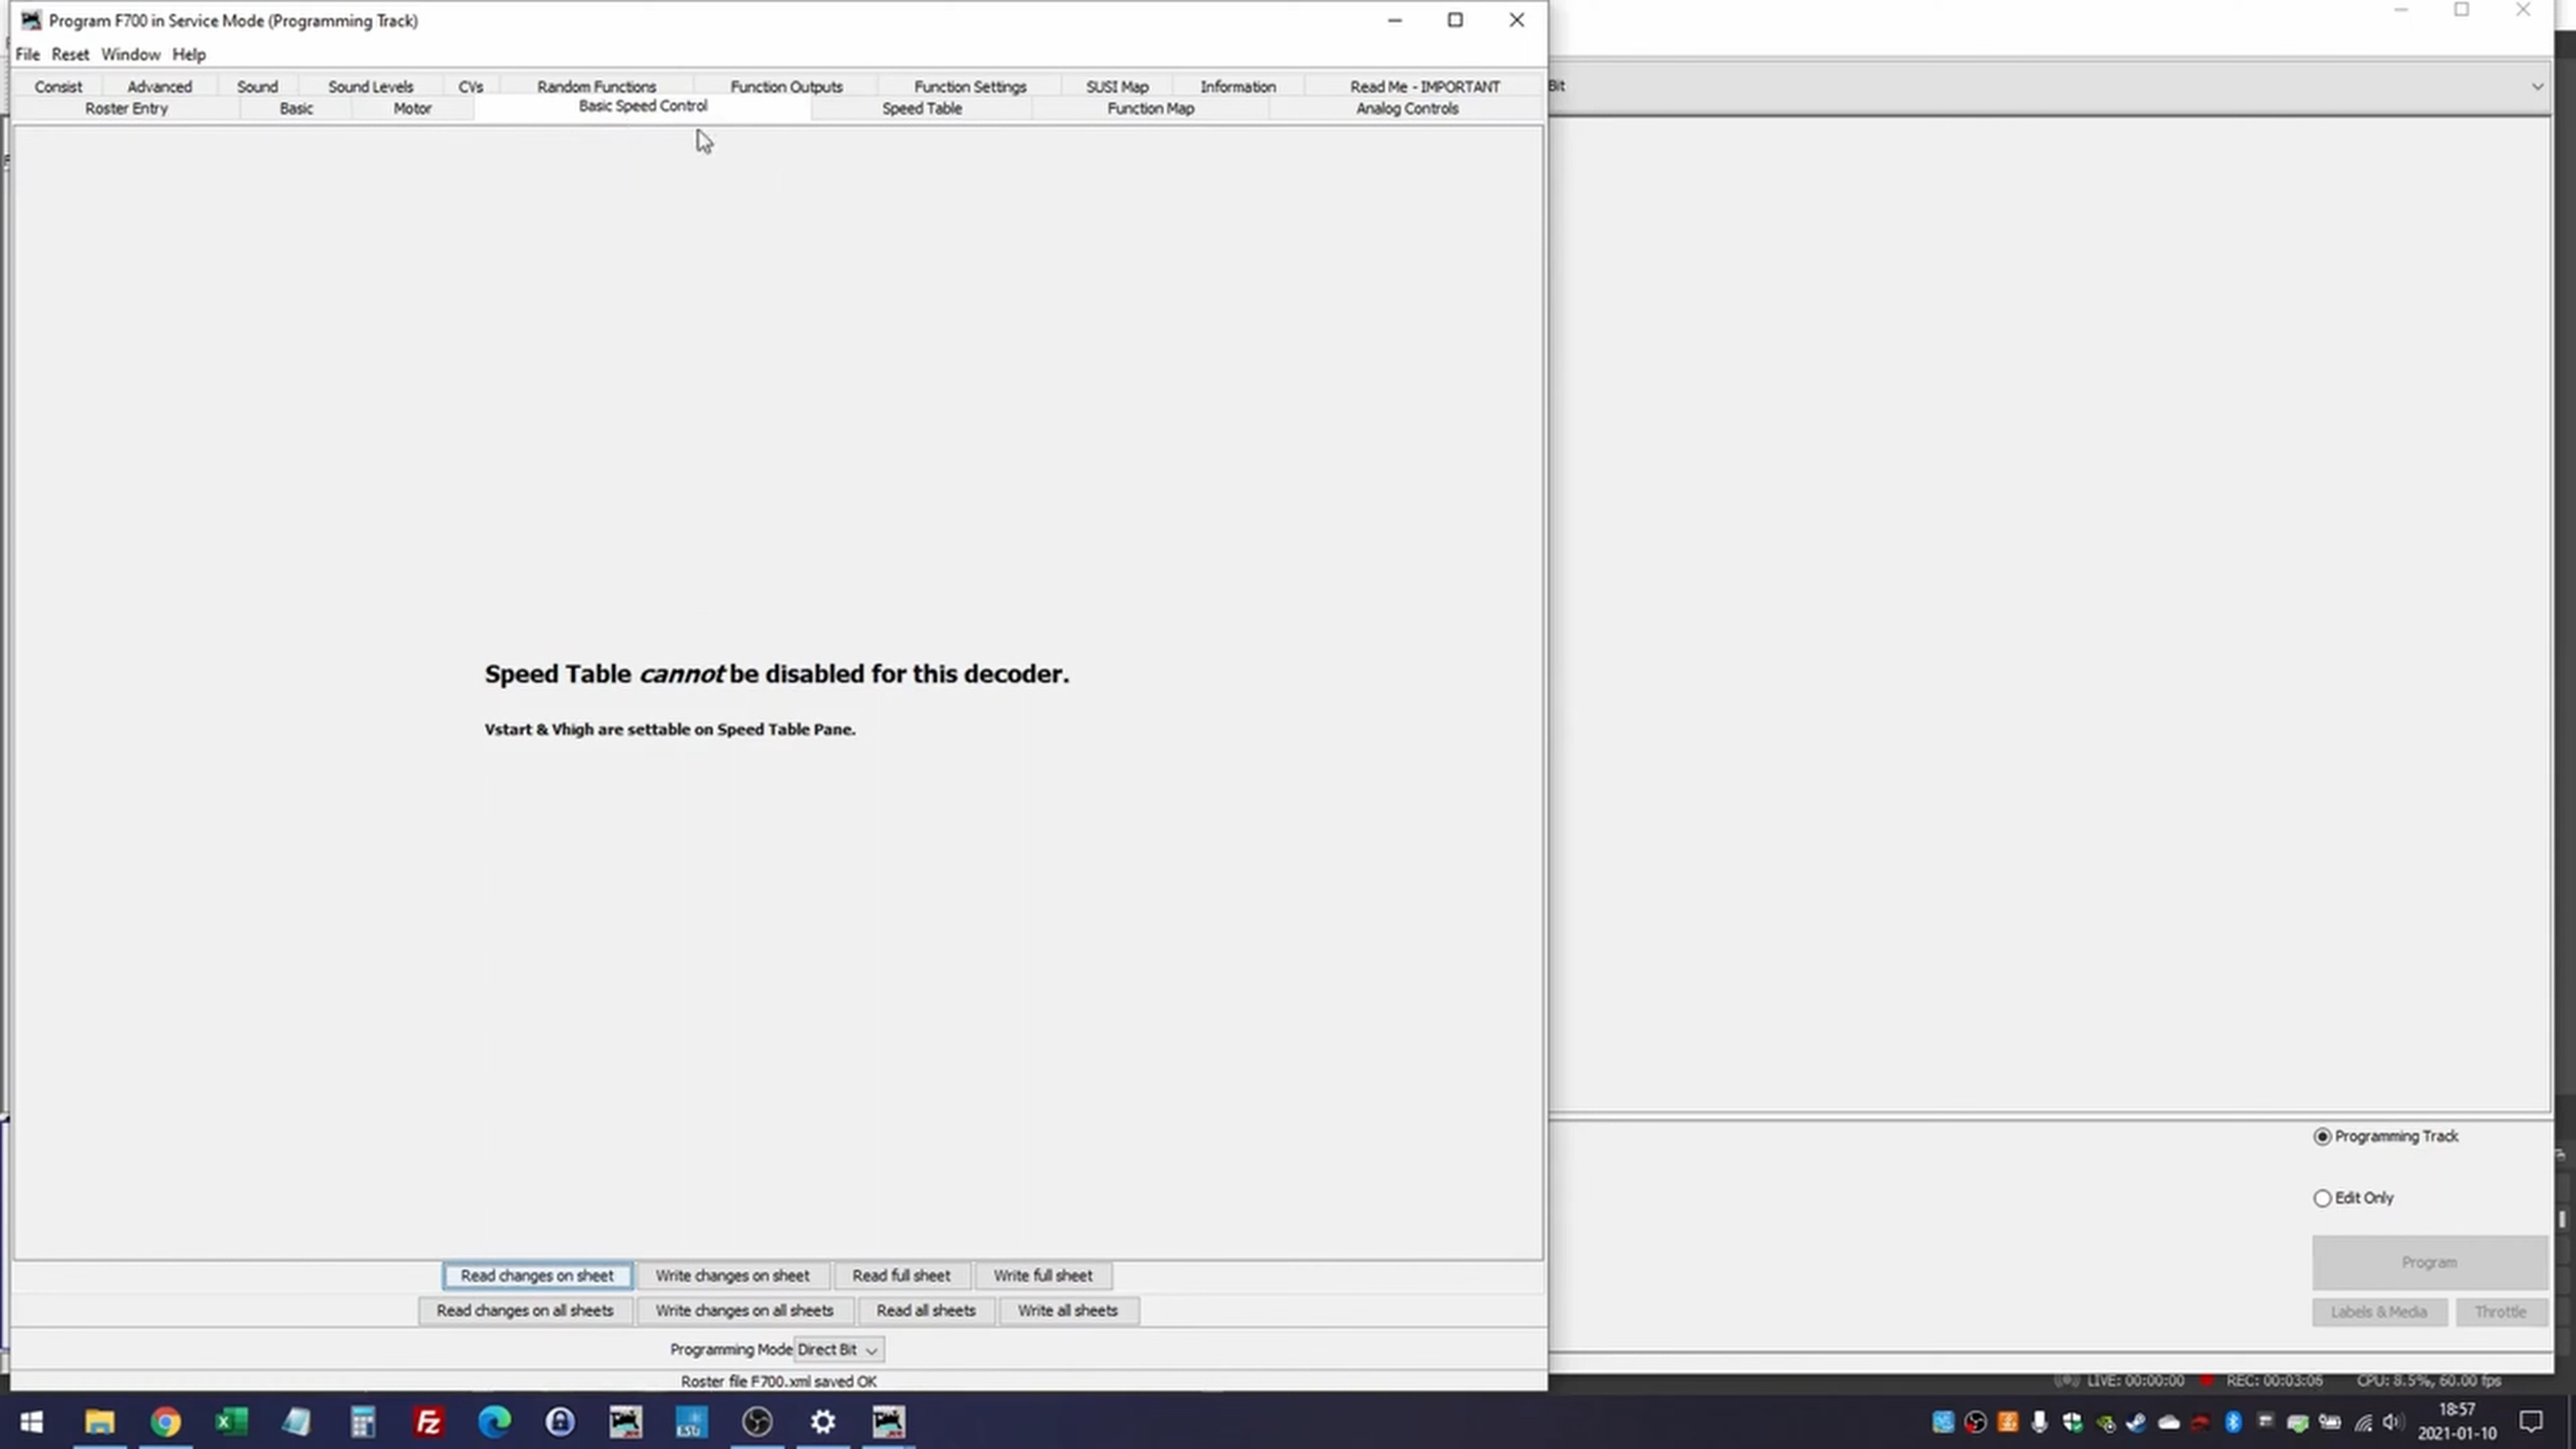 Program F700 in Service Mode (Programming Track)
File Reset Window Help
Consist Advanced Sound Sound Levels CVs Random Functions Function Outputs Function Settings SUSI Map Information Read Me - IMPORTANT
Bit
Roster Entry Basic Motor Basic Speed Control Speed Table Function Map Analog Controls
Speed Table cannot be disabled for this decoder.
Vstart & Vhigh are settable on Speed Table Pane.
Programming Track
Edit Only
Program
Labels & Media Throttle
Read changes on sheet Write changes on sheet Read full sheet Write full sheet
Read changes on all sheets Write changes on all sheets Read all sheets Write all sheets
Programming Mode Direct Bit
Roster file F700.xml saved OK
LIVE: 00:00:00 REC: 00:03:06 CPU: 8.5%, 60.00 fps
Fz
ESU
18:57
2021-01-10